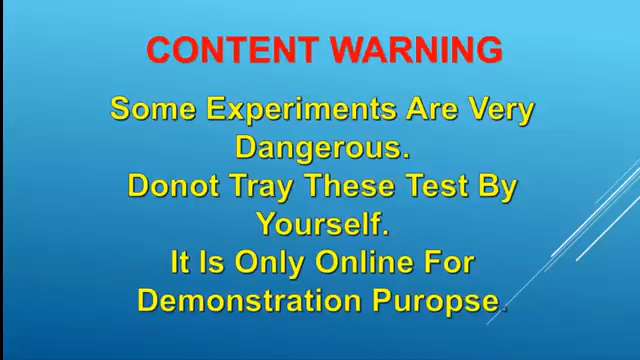 CONTENT WARNING
Some Experiments Are Very
Dangerous.
Donot Tray These Test By
Yourself.
It Is Only Online For
Demonstration Puropse.